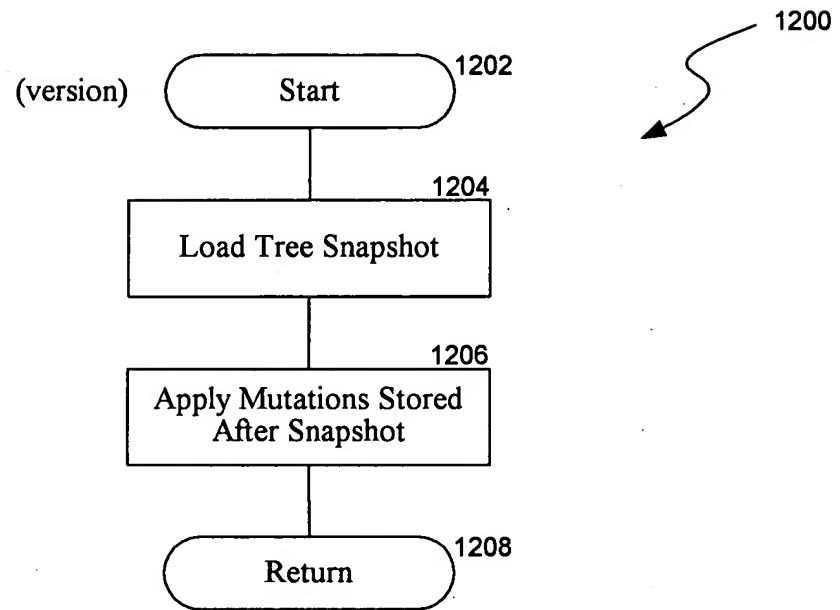 1200
1202
(version) Start
1204
Load Tree Snapshot
1206
Apply Mutations Stored
After Snapshot
1208
Return